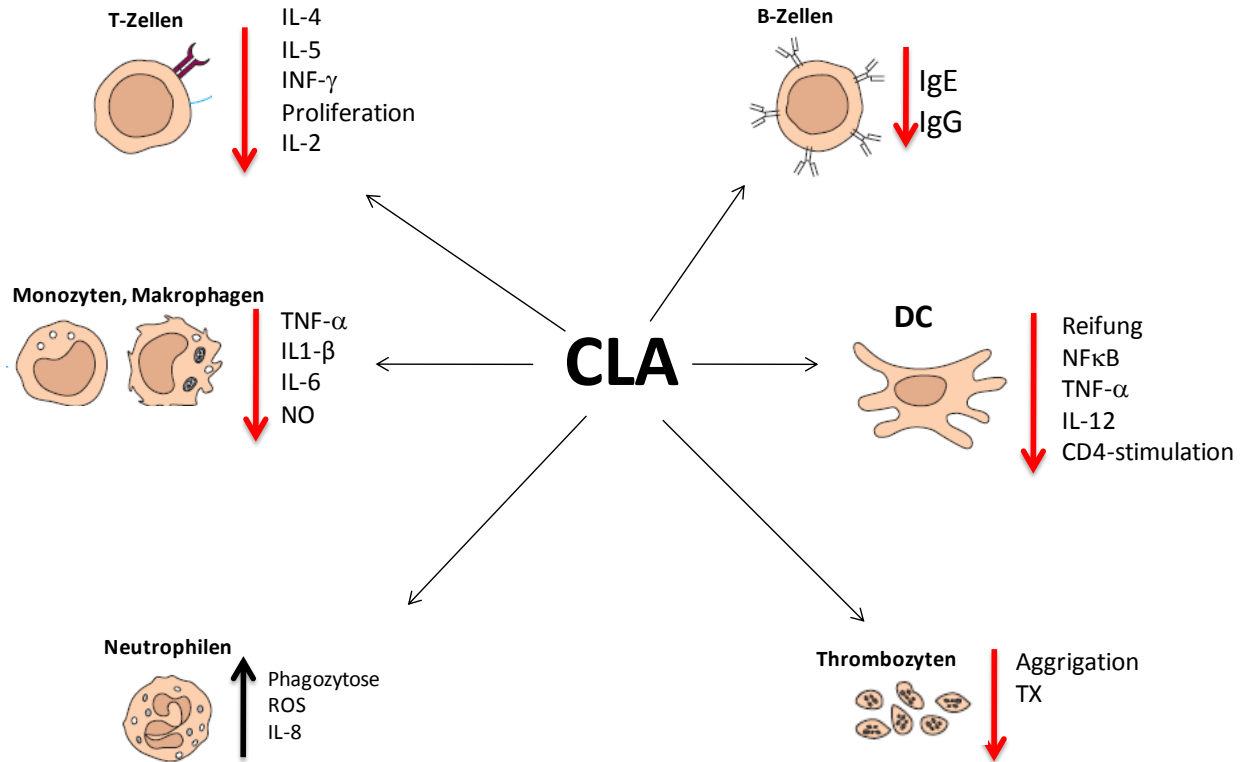 T-Zellen
IL-4
IL-5
INF-γ
Proliferation
IL-2
B-Zellen
IgE
IgG
Monozyten, Makrophagen
TNF-α
IL1-β
IL-6
NO
CLA
DC
Reifung
NFκB
TNF-α
IL-12
CD4-stimulation
Neutrophilen
Phagozytose
ROS
IL-8
Thrombozyten
Aggrigation
TX